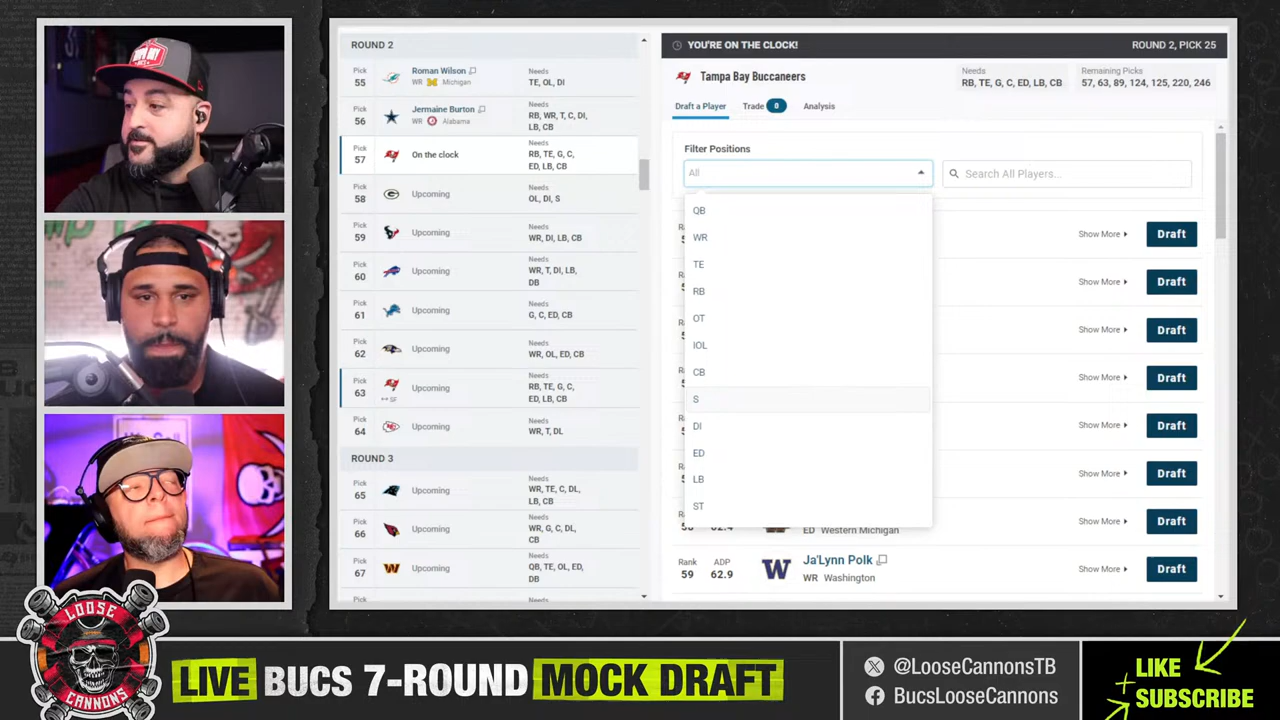 ROUND 2
Pick
55
Roman Wilson
WR Michigan
Needs
TE, OL, DI
Pick
56
Jermaine Burton
WR Alabama
Needs
RB, WR, T, C, DI,
LB, CB
Pick
57
On the clock
Needs
RB, TE, G, C,
ED, LB, CB
Pick
58
Upcoming
Needs
OL, DI, S
Pick
59
Upcoming
Needs
WR, DI, LB, CB
Pick
60
Upcoming
Needs
WR, T, DI, LB,
DB
Pick
61
Upcoming
Needs
G, C, ED, CB
Pick
62
Upcoming
Needs
WR, OL, ED, CB
Pick
63
SF
Upcoming
Needs
RB, TE, G, C,
ED, LB, CB
Pick
64
Upcoming
Needs
WR, T, DL
ROUND 3
Pick
65
Upcoming
Needs
WR, TE, C, DL,
LB, CB
Pick
66
Upcoming
Needs
WR, G, C, DL,
CB
Pick
67
Upcoming
Needs
QB, TE, OL, ED,
DB
YOU'RE ON THE CLOCK!
ROUND 2, PICK 25
Tampa Bay Buccaneers
Needs
RB, TE, G, C, ED, LB, CB
Remaining Picks
57, 63, 89, 124, 125, 220, 246
Draft a Player
Trade 0
Analysis
Filter Positions
All
Search All Players...
QB
WR
TE
RB
OT
IOL
CB
S
DI
ED
LB
ST
Show More
Draft
Show More
Draft
Show More
Draft
Show More
Draft
Show More
Draft
Show More
Draft
ED Western Michigan
Show More
Draft
Rank
59
ADP
62.9
Ja'Lynn Polk
WR Washington
Show More
Draft
LOOSE
CANNONS
LIVE BUCS 7-ROUND MOCK DRAFT
@LooseCannonsTB
BucsLooseCannons
LIKE
+ SUBSCRIBE